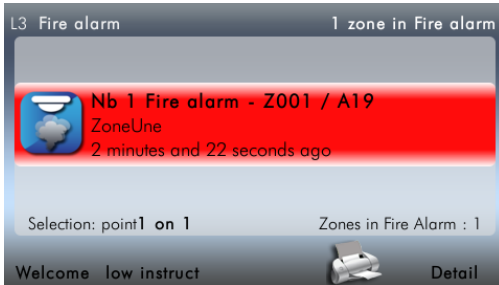 L3 Fire alarm 1 zone in Fire alarm
Nb 1 Fire alarm - Z001 / A19
ZoneUne
2 minutes and 22 seconds ago
Selection: point1 on 1 Zones in Fire Alarm : 1
Welcome low instruct Detail